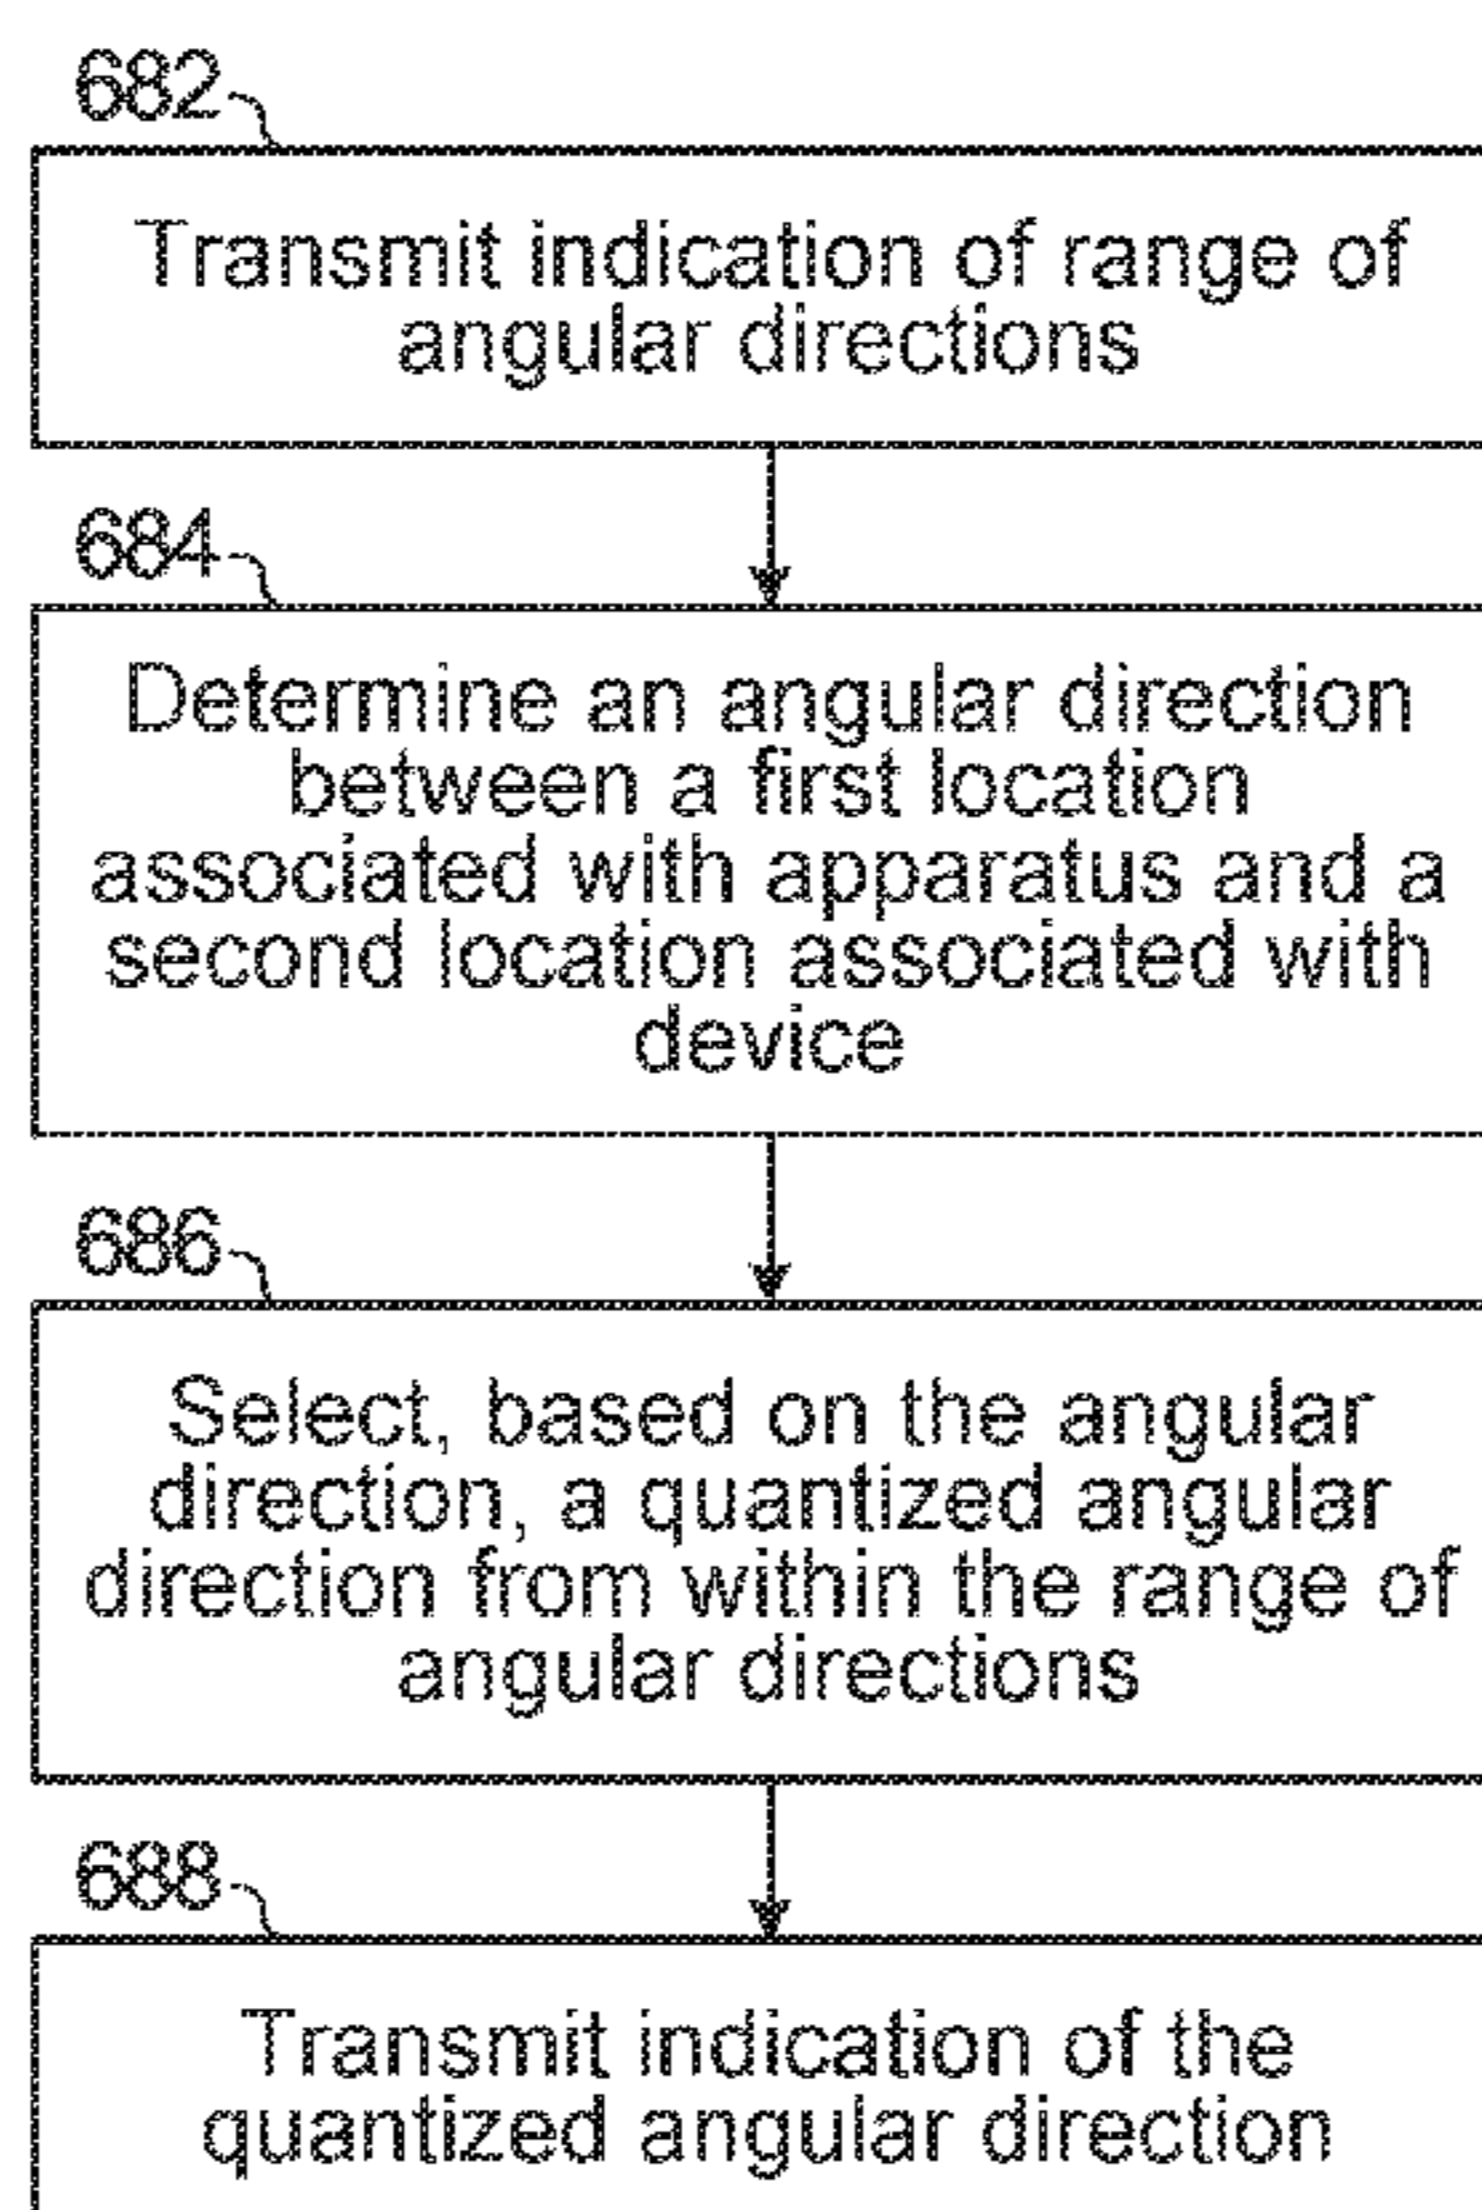 682
Transmit indication of range of
angular directions
684
Determine an angular direction
between a first location
associated with apparatus and a
second location associated with
device
686
Select, based on the angular
direction, a quantized angular
direction from within the range of
angular directions
688
Transmit indication of the
quantized angular direction